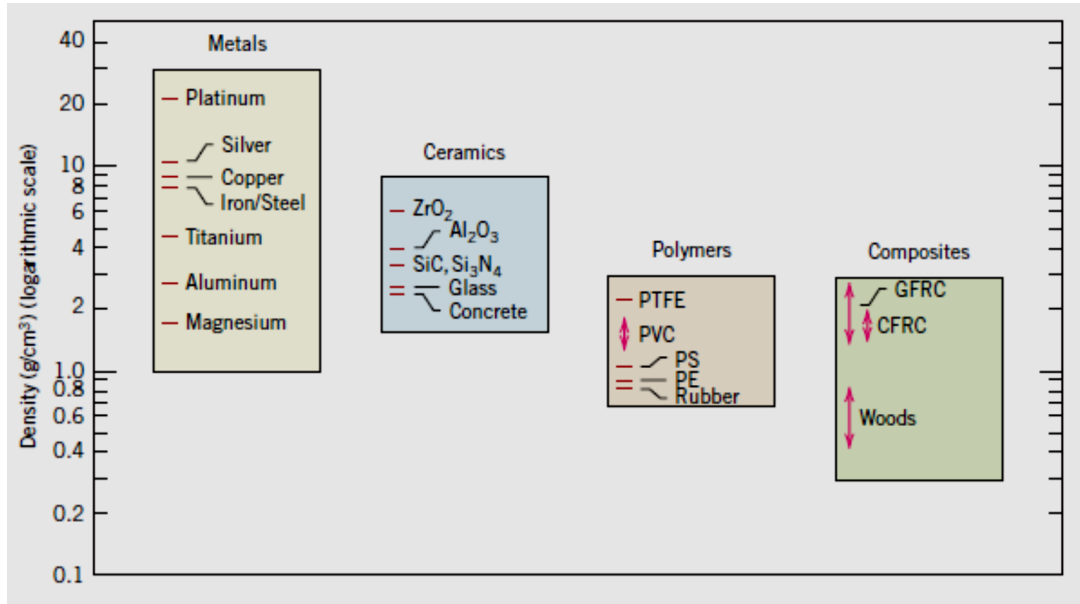 Density (g/cm³) (logarithmic scale)
40
20
10
8
6
4
2
1.0
0.8
0.6
0.4
0.2
0.1
Metals
Platinum
Silver
Copper
Iron/Steel
Titanium
Aluminum
Magnesium
Ceramics
ZrO₂
Al₂O₃
SiC, Si₃N₄
Glass
Concrete
Polymers
PTFE
PVC
PS
PE
Rubber
Composites
GFRC
CFRC
Woods